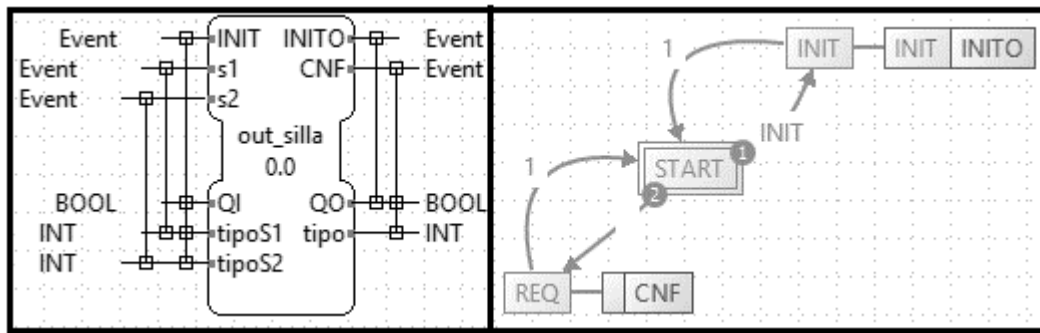 Event INIT INITO Event
Event s1 CNF Event
Event s2
out_silla
0.0
BOOL QI QO BOOL
INT tipoS1 tipo INT
INT tipoS2
1 INIT INIT INITO
INIT
1 START 1
2
REQ CNF